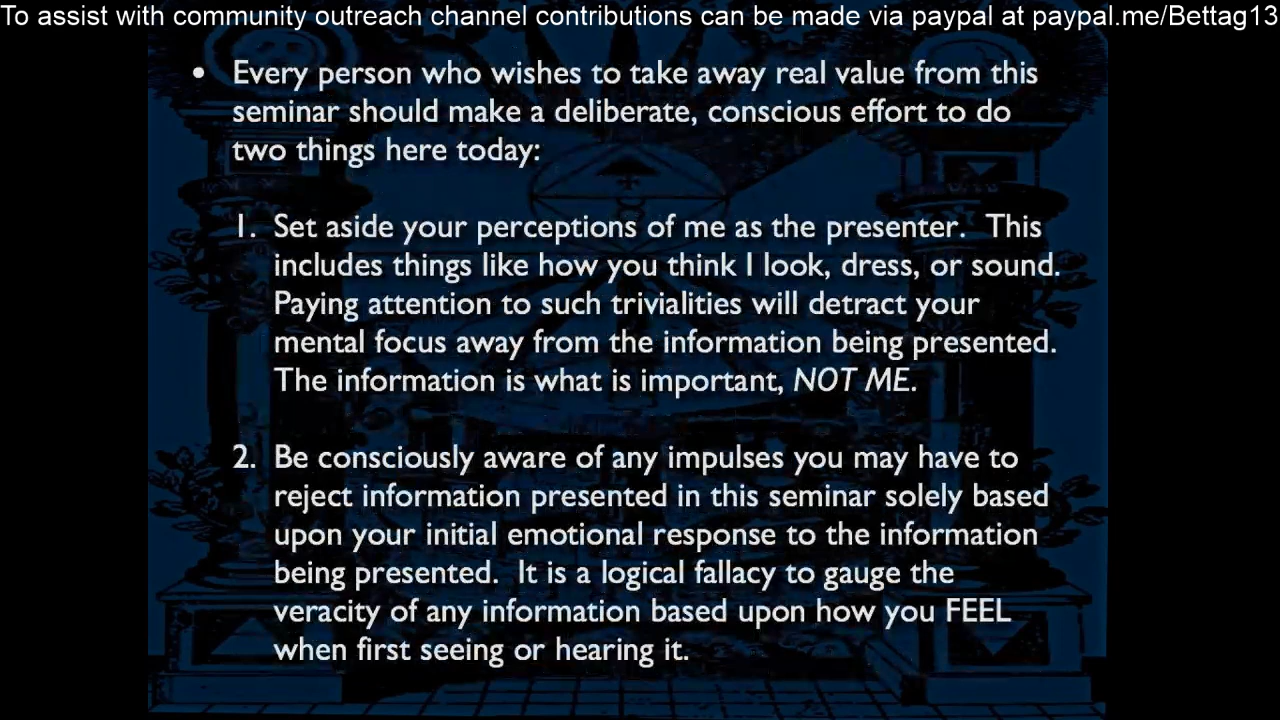 To assist with community outreach channel contributions can be made via paypal at paypal.me/Bettag13
• Every person who wishes to take away real value from this
seminar should make a deliberate, conscious effort to do
two things here today:
1. Set aside your perceptions of me as the presenter. This
includes things like how you think I look, dress, or sound.
Paying attention to such trivialities will detract your
mental focus away from the information being presented.
The information is what is important, NOT ME.
2. Be consciously aware of any impulses you may have to
reject information presented in this seminar solely based
upon your initial emotional response to the information
being presented. It is a logical fallacy to gauge the
veracity of any information based upon how you FEEL
when first seeing or hearing it.